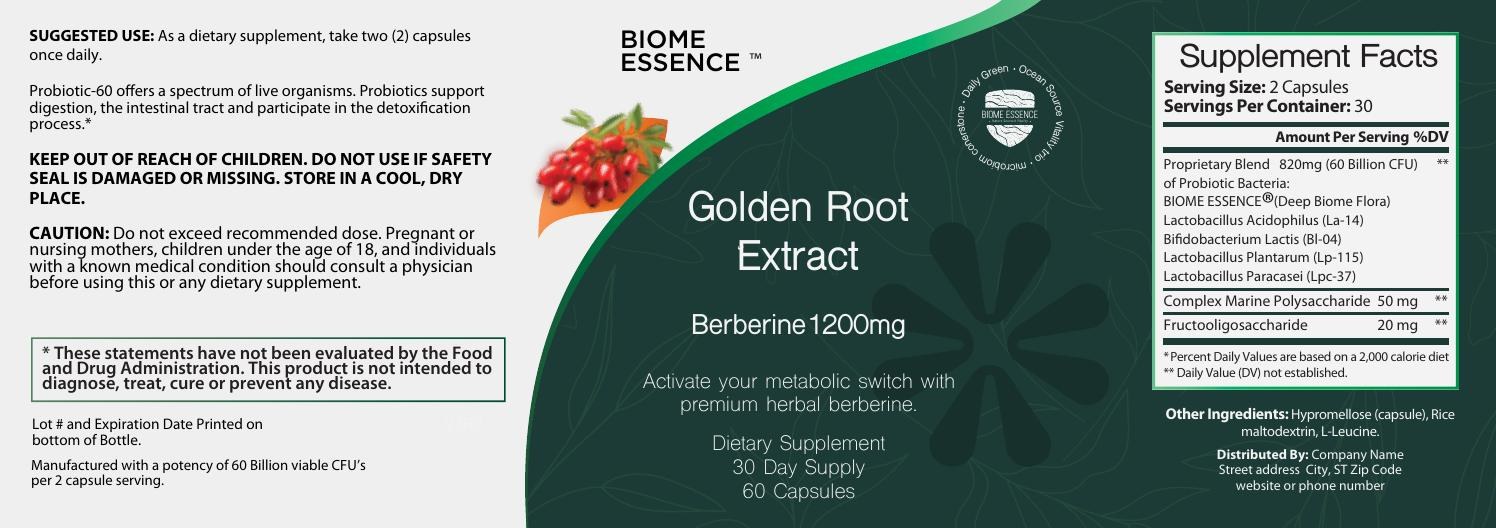 SUGGESTED USE: As a dietary supplement, take two (2) capsules
once daily.
Probiotic-60 offers a spectrum of live organisms. Probiotics support
digestion, the intestinal tract and participate in the detoxification
process.*
KEEP OUT OF REACH OF CHILDREN. DO NOT USE IF SAFETY
SEAL IS DAMAGED OR MISSING. STORE IN A COOL, DRY
PLACE.
CAUTION: Do not exceed recommended dose. Pregnant or
nursing mothers, children under the age of 18, and individuals
with a known medical condition should consult a physician
before using this or any dietary supplement.
* These statements have not been evaluated by the Food
and Drug Administration. This product is not intended to
diagnose, treat, cure or prevent any disease.
Lot # and Expiration Date Printed on
bottom of Bottle.
Manufactured with a potency of 60 Billion viable CFU's
per 2 capsule serving.
BIOME
ESSENCE ™
Daily Green · Ocean Source Vitality trio · microbiom conerstone ·
BIOME ESSENCE
Golden Root
Extract
Berberine 1200mg
Activate your metabolic switch with
premium herbal berberine.
Dietary Supplement
30 Day Supply
60 Capsules
Supplement Facts
Serving Size: 2 Capsules
Servings Per Container: 30
Amount Per Serving %DV
Proprietary Blend 820mg (60 Billion CFU) **
of Probiotic Bacteria:
BIOME ESSENCE®(Deep Biome Flora)
Lactobacillus Acidophilus (La-14)
Bifidobacterium Lactis (Bl-04)
Lactobacillus Plantarum (Lp-115)
Lactobacillus Paracasei (Lpc-37)
Complex Marine Polysaccharide 50 mg **
Fructooligosaccharide 20 mg **
* Percent Daily Values are based on a 2,000 calorie diet
** Daily Value (DV) not established.
Other Ingredients: Hypromellose (capsule), Rice
maltodextrin, L-Leucine.
Distributed By: Company Name
Street address City, ST Zip Code
website or phone number